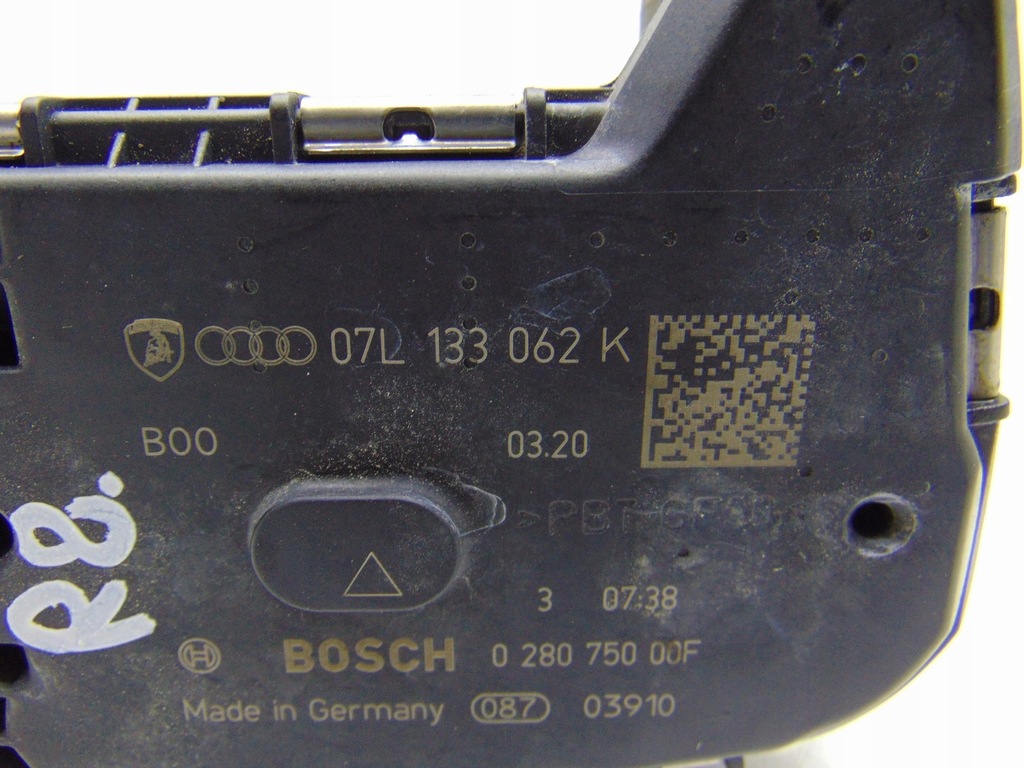 07L 133 062 K
B00
03.20
R8.
3 07:38
BOSCH 0 280 750 00F
Made in Germany 087 03910